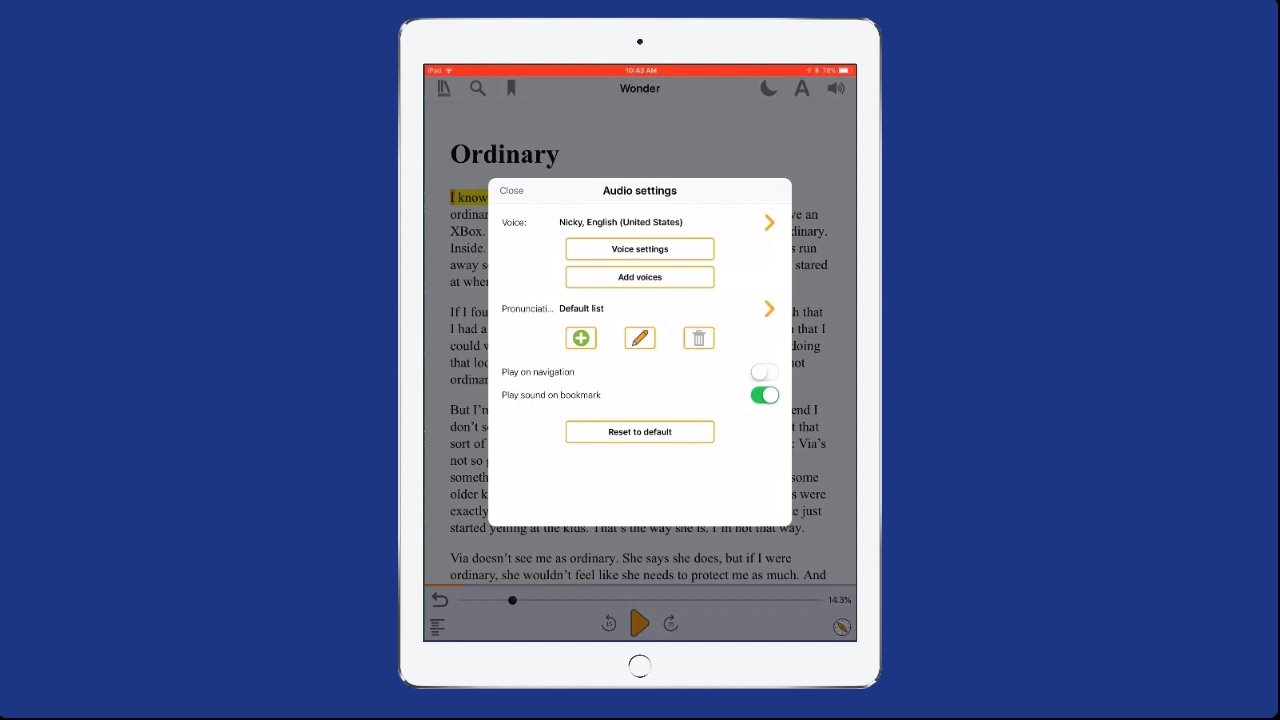 iPad 10:43 AM 78%
Wonder
Ordinary
I know
Close Audio settings
ordinar ve an
Voice: Nicky, English (United States)
XBox. dinary.
Inside. s run
Voice settings
away s stared
at wher
Add voices
Pronunciati... Default list
If I fou sh that
I had a n that I
could v doing
that loo not
ordinar
Play on navigation
Play sound on bookmark
But I'm end I
don't s t that
Reset to default
sort of : Via's
not so g
someth some
older k s were
exactly e just
started yelling at the kids. That's the way she is. I'm not that way.
Via doesn't see me as ordinary. She says she does, but if I were
ordinary, she wouldn't feel like she needs to protect me as much. And
14.3%
15 15